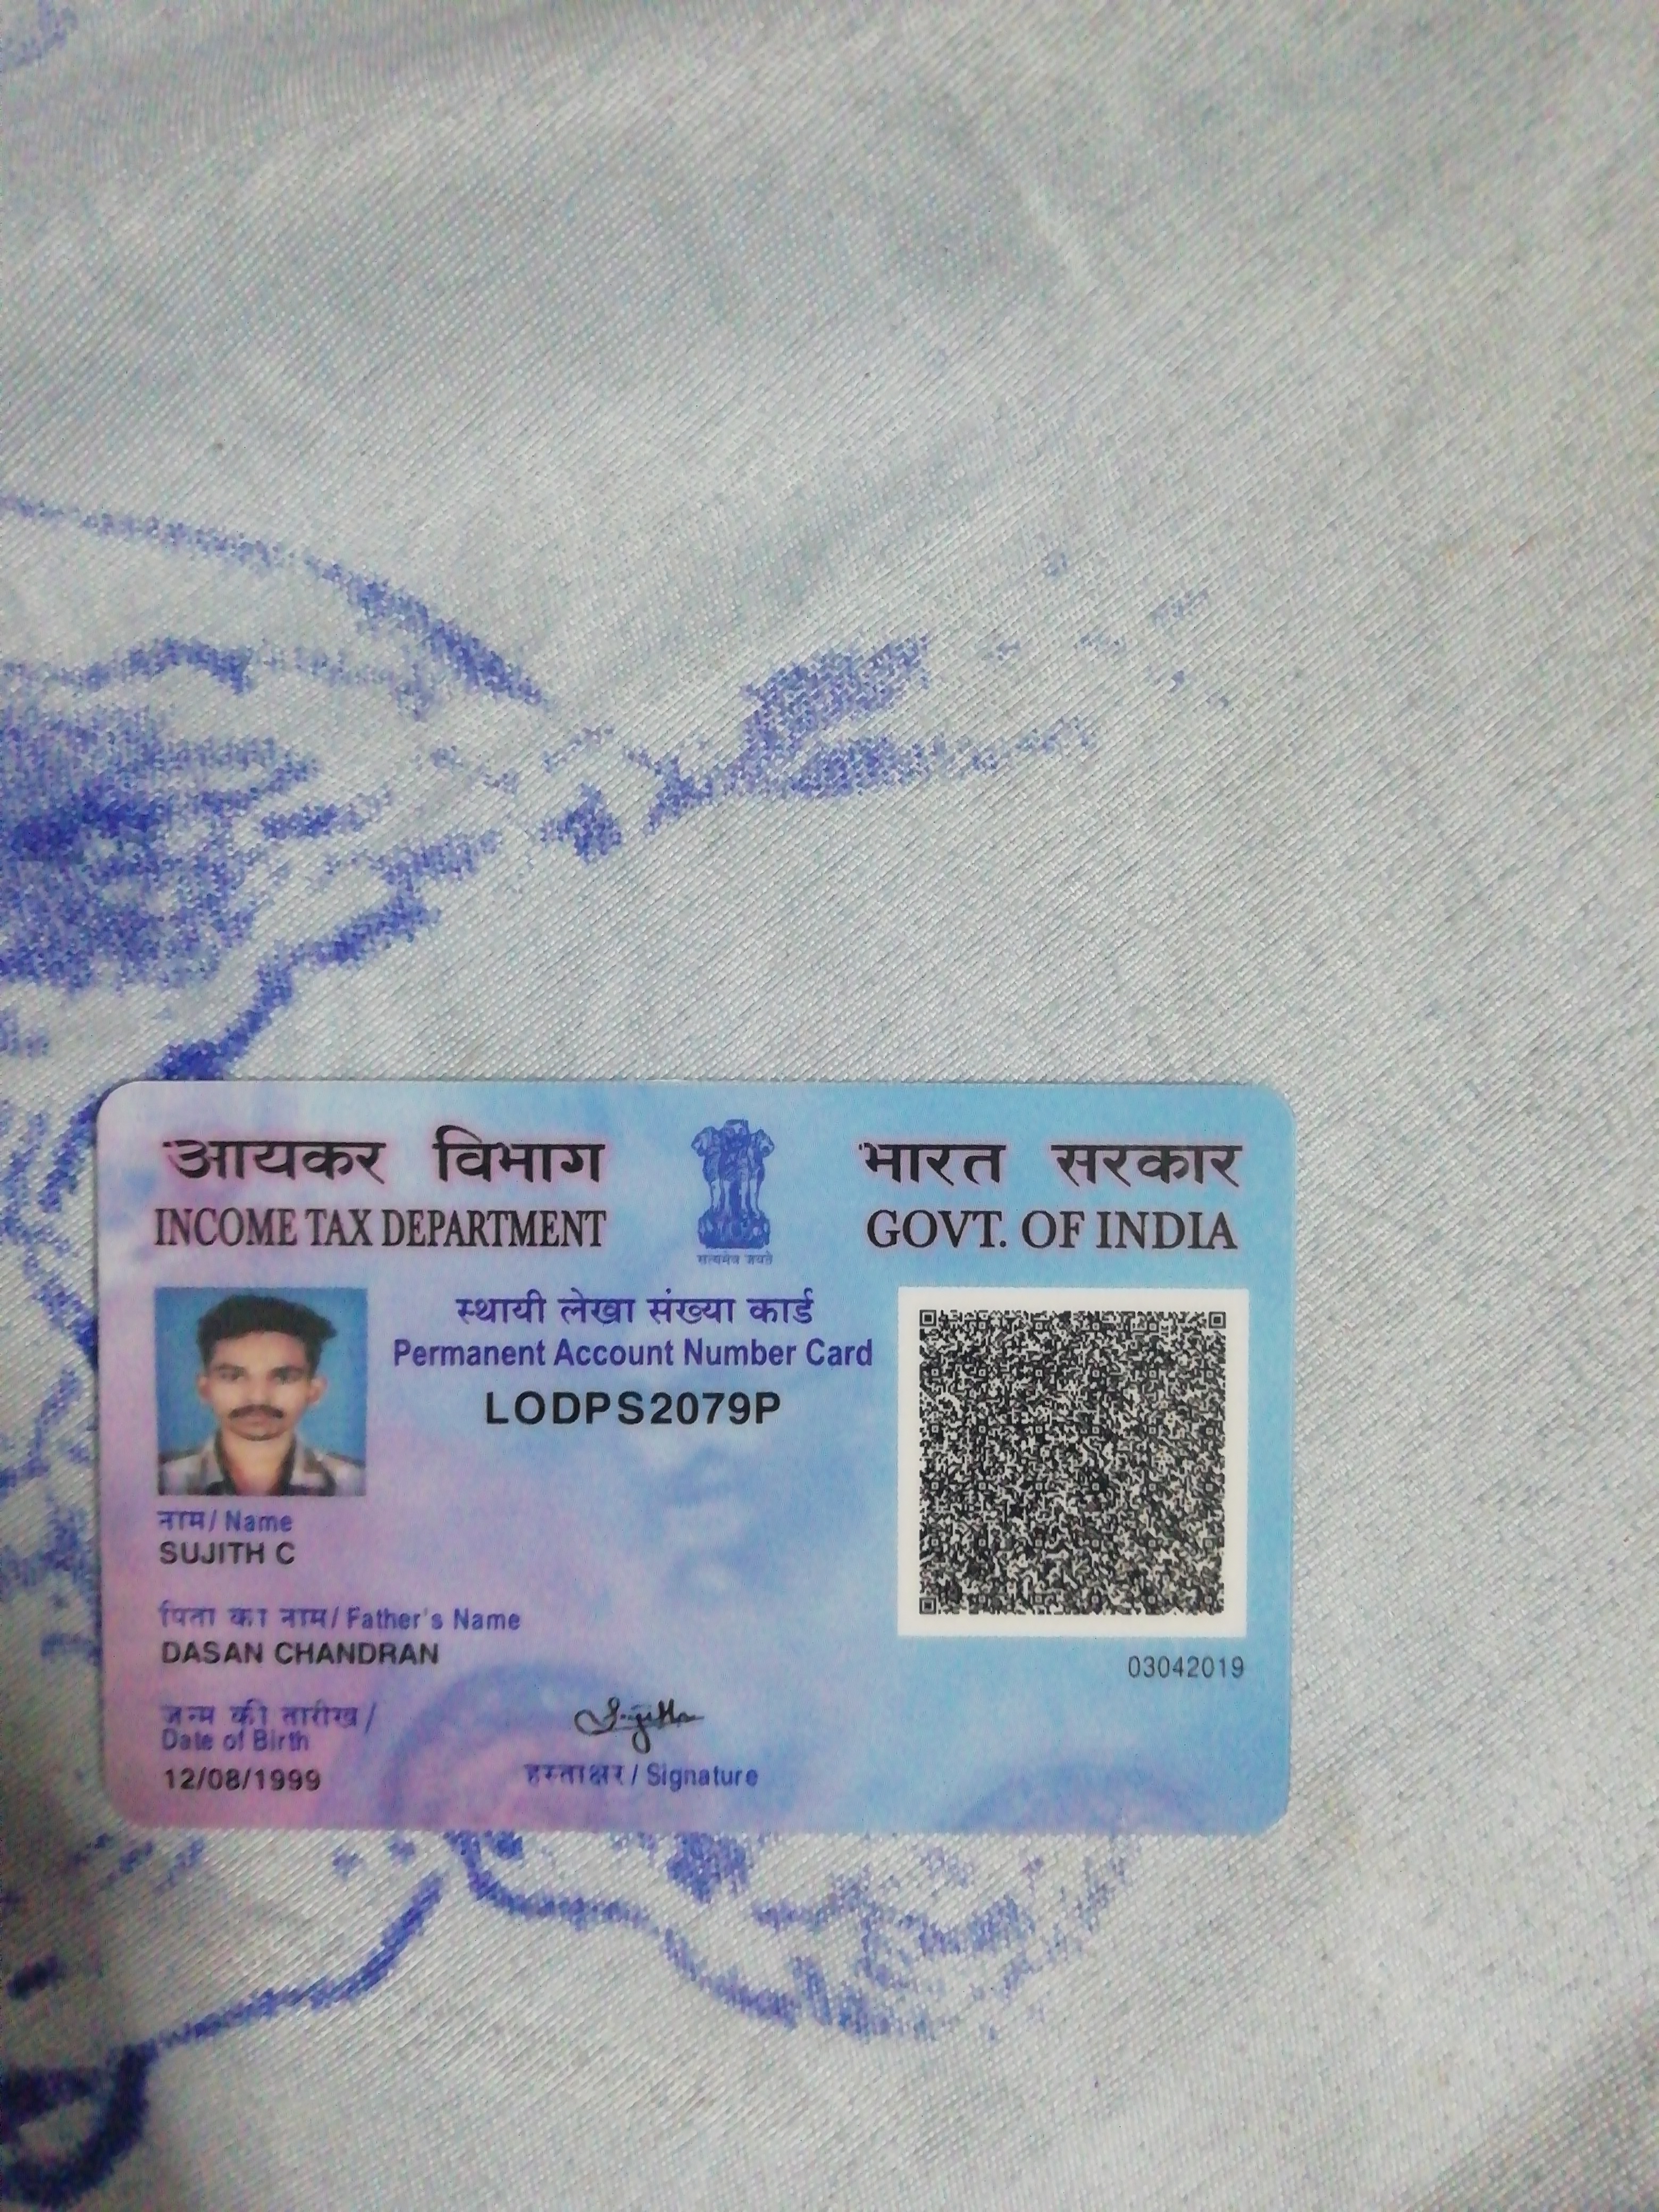 आयकर विभाग
INCOME TAX DEPARTMENT
सत्यमेव जयते
भारत सरकार
GOVT. OF INDIA
स्थायी लेखा संख्या कार्ड
Permanent Account Number Card
LODPS2079P
नाम / Name
SUJITH C
पिता का नाम / Father's Name
DASAN CHANDRAN
03042019
जन्म की तारीख /
Date of Birth
12/08/1999
Sujith
हस्ताक्षर / Signature